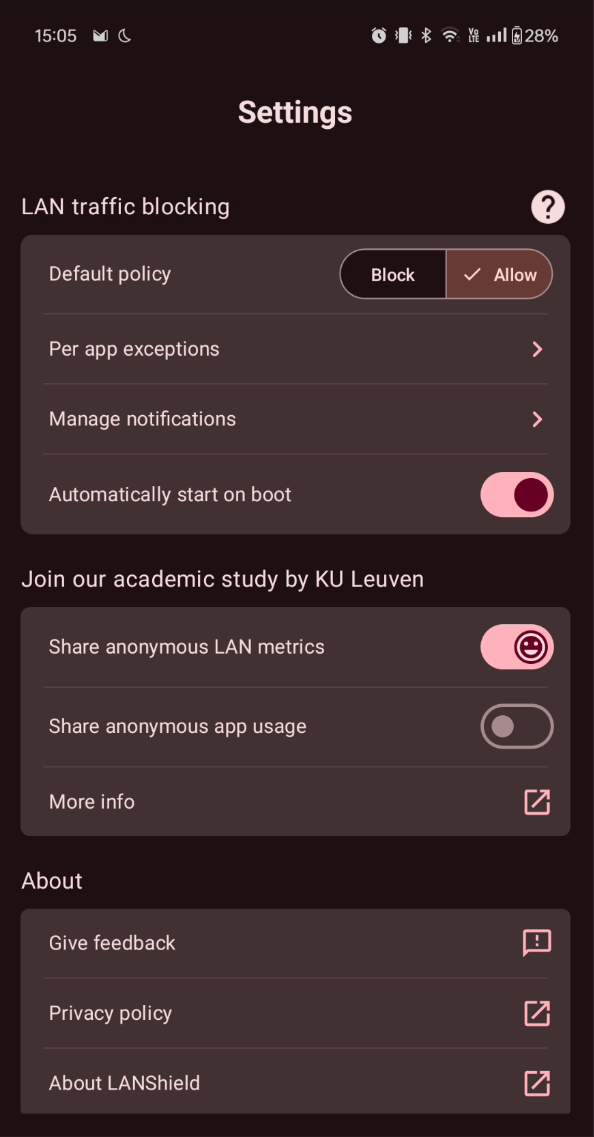 15:05 Vo LTE 28%
Settings
LAN traffic blocking ?
Default policy Block Allow
Per app exceptions
Manage notifications
Automatically start on boot
Join our academic study by KU Leuven
Share anonymous LAN metrics
Share anonymous app usage
More info
About
Give feedback
Privacy policy
About LANShield